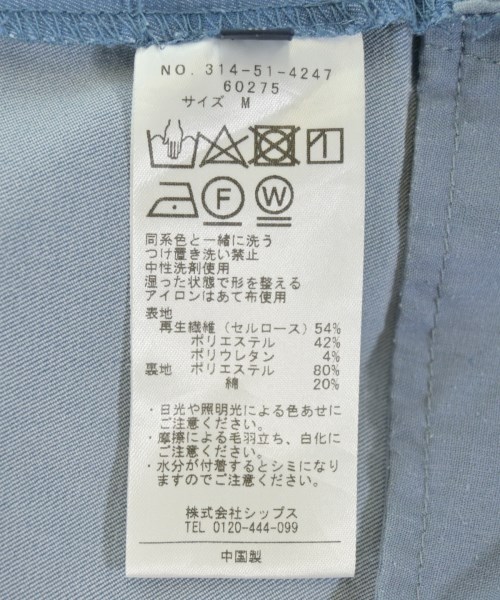 NO. 314-51-4247
60275
サイズ M
F W
同系色と一緒に洗う
つけ置き洗い禁止
中性洗剤使用
湿った状態で形を整える
アイロンはあて布使用
表地
再生繊維（セルロース）54%
ポリエステル 42%
ポリウレタン 4%
裏地 ポリエステル 80%
綿 20%
・日光や照明光による色あせに
ご注意ください。
・摩擦による毛羽立ち、白化に
ご注意ください。
・水分が付着するとシミになり
ますのでご注意ください。
株式会社シップス
TEL 0120-444-099
中国製